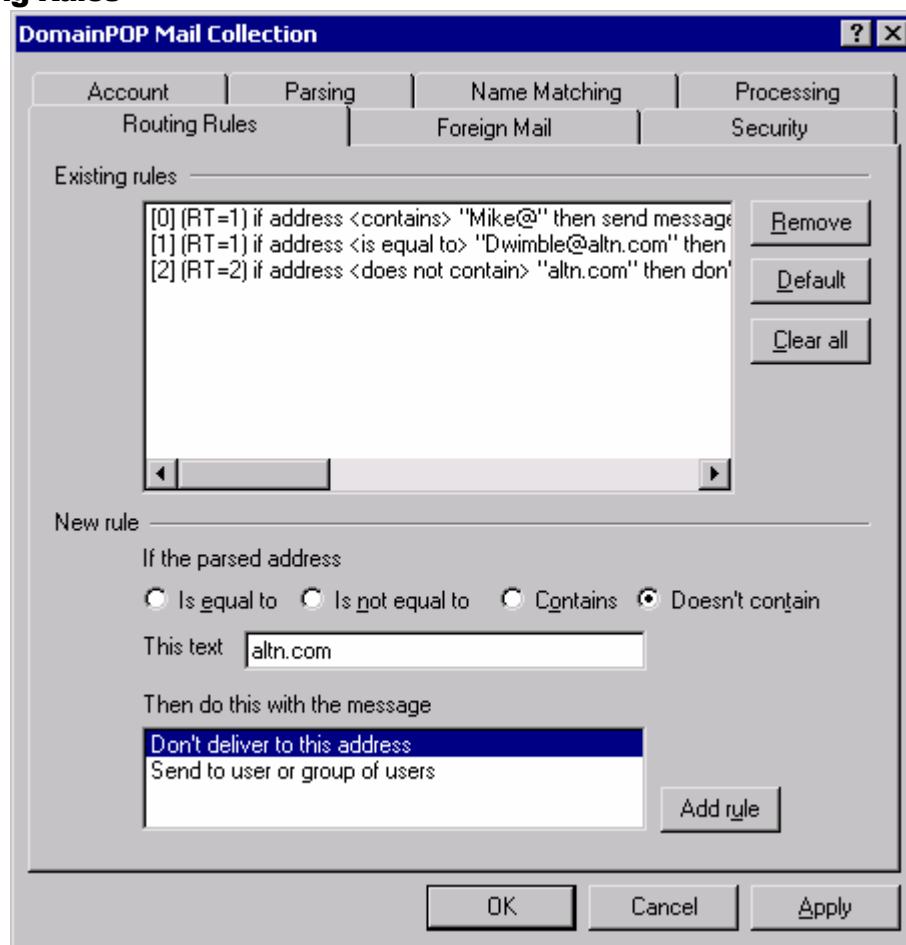 DomainPOP Mail Collection
Account Parsing Name Matching Processing
Routing Rules Foreign Mail Security
Existing rules
[0] (RT=1) if address <contains> "Mike@" then send message
[1] (RT=1) if address <is equal to> "Dwimble@altn.com" then
[2] (RT=2) if address <does not contain> "altn.com" then don'
Remove
Default
Clear all
New rule
If the parsed address
Is equal to Is not equal to Contains Doesn't contain
This text altn.com
Then do this with the message
Don't deliver to this address
Send to user or group of users
Add rule
OK Cancel Apply